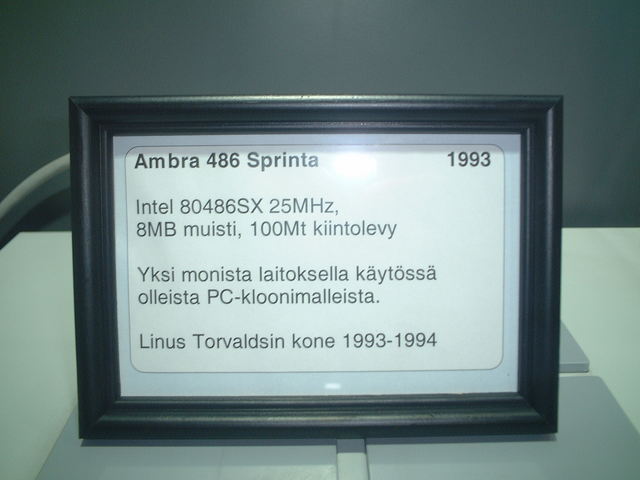 Ambra 486 Sprinta 1993
Intel 80486SX 25MHz,
8MB muisti, 100Mt kiintolevy
Yksi monista laitoksella käytössä
olleista PC-kloonimalleista.
Linus Torvaldsin kone 1993-1994